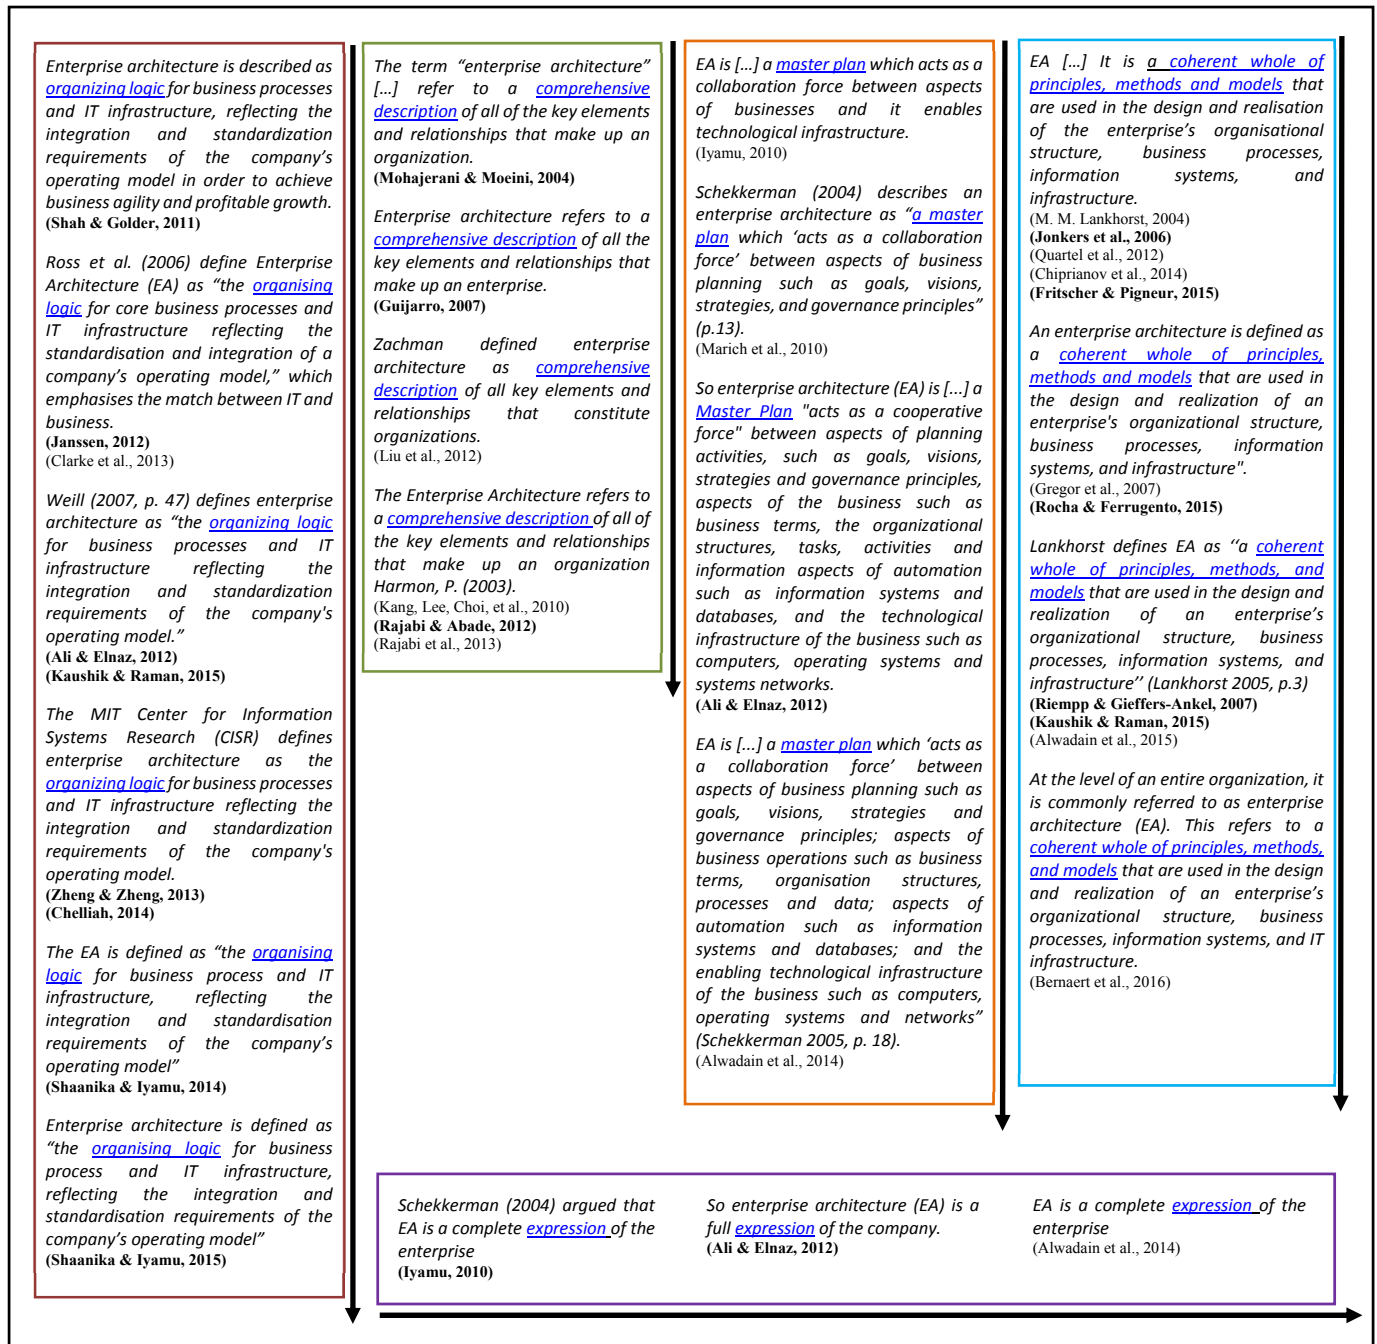 Enterprise architecture is described as
organizing logic for business processes
and IT infrastructure, reflecting the
integration and standardization
requirements of the company's
operating model in order to achieve
business agility and profitable growth.
(Shah & Golder, 2011)
Ross et al. (2006) define Enterprise
Architecture (EA) as “the organising
logic for core business processes and
IT infrastructure reflecting the
standardisation and integration of a
company's operating model,” which
emphasises the match between IT and
business.
(Janssen, 2012)
(Clarke et al., 2013)
Weill (2007, p. 47) defines enterprise
architecture as “the organizing logic
for business processes and IT
infrastructure reflecting the
integration and standardization
requirements of the company's
operating model.”
(Ali & Elnaz, 2012)
(Kaushik & Raman, 2015)
The MIT Center for Information
Systems Research (CISR) defines
enterprise architecture as the
organizing logic for business processes
and IT infrastructure reflecting the
integration and standardization
requirements of the company's
operating model.
(Zheng & Zheng, 2013)
(Chelliah, 2014)
The EA is defined as “the organising
logic for business process and IT
infrastructure, reflecting the
integration and standardisation
requirements of the company's
operating model”
(Shaanika & Iyamu, 2014)
Enterprise architecture is defined as
“the organising logic for business
process and IT infrastructure,
reflecting the integration and
standardisation requirements of the
company's operating model”
(Shaanika & Iyamu, 2015)
The term “enterprise architecture”
[…] refer to a comprehensive
description of all of the key elements
and relationships that make up an
organization.
(Mohajerani & Moeini, 2004)
Enterprise architecture refers to a
comprehensive description of all the
key elements and relationships that
make up an enterprise.
(Guijarro, 2007)
Zachman defined enterprise
architecture as comprehensive
description of all key elements and
relationships that constitute
organizations.
(Liu et al., 2012)
The Enterprise Architecture refers to
a comprehensive description of all of
the key elements and relationships
that make up an organization
Harmon, P. (2003).
(Kang, Lee, Choi, et al., 2010)
(Rajabi & Abade, 2012)
(Rajabi et al., 2013)
EA is […] a master plan which acts as a
collaboration force between aspects
of businesses and it enables
technological infrastructure.
(Iyamu, 2010)
Schekkerman (2004) describes an
enterprise architecture as “a master
plan which ‘acts as a collaboration
force’ between aspects of business
planning such as goals, visions,
strategies, and governance principles”
(p.13).
(Marich et al., 2010)
So enterprise architecture (EA) is [...] a
Master Plan "acts as a cooperative
force" between aspects of planning
activities, such as goals, visions,
strategies and governance principles,
aspects of the business such as
business terms, the organizational
structures, tasks, activities and
information aspects of automation
such as information systems and
databases, and the technological
infrastructure of the business such as
computers, operating systems and
systems networks.
(Ali & Elnaz, 2012)
EA is [...] a master plan which ‘acts as
a collaboration force’ between
aspects of business planning such as
goals, visions, strategies and
governance principles; aspects of
business operations such as business
terms, organisation structures,
processes and data; aspects of
automation such as information
systems and databases; and the
enabling technological infrastructure
of the business such as computers,
operating systems and networks”
(Schekkerman 2005, p. 18).
(Alwadain et al., 2014)
EA […] It is a coherent whole of
principles, methods and models that
are used in the design and realisation
of the enterprise's organisational
structure, business processes,
information systems, and
infrastructure.
(M. M. Lankhorst, 2004)
(Jonkers et al., 2006)
(Quartel et al., 2012)
(Chiprianov et al., 2014)
(Fritscher & Pigneur, 2015)
An enterprise architecture is defined as
a coherent whole of principles,
methods and models that are used in
the design and realization of an
enterprise's organizational structure,
business processes, information
systems, and infrastructure".
(Gregor et al., 2007)
(Rocha & Ferrugento, 2015)
Lankhorst defines EA as ‘‘a coherent
whole of principles, methods, and
models that are used in the design and
realization of an enterprise's
organizational structure, business
processes, information systems, and
infrastructure’’ (Lankhorst 2005, p.3)
(Riempp & Gieffers-Ankel, 2007)
(Kaushik & Raman, 2015)
(Alwadain et al., 2015)
At the level of an entire organization, it
is commonly referred to as enterprise
architecture (EA). This refers to a
coherent whole of principles, methods,
and models that are used in the design
and realization of an enterprise's
organizational structure, business
processes, information systems, and IT
infrastructure.
(Bernaert et al., 2016)
Schekkerman (2004) argued that
EA is a complete expression of the
enterprise
(Iyamu, 2010)
So enterprise architecture (EA) is a
full expression of the company.
(Ali & Elnaz, 2012)
EA is a complete expression of the
enterprise
(Alwadain et al., 2014)